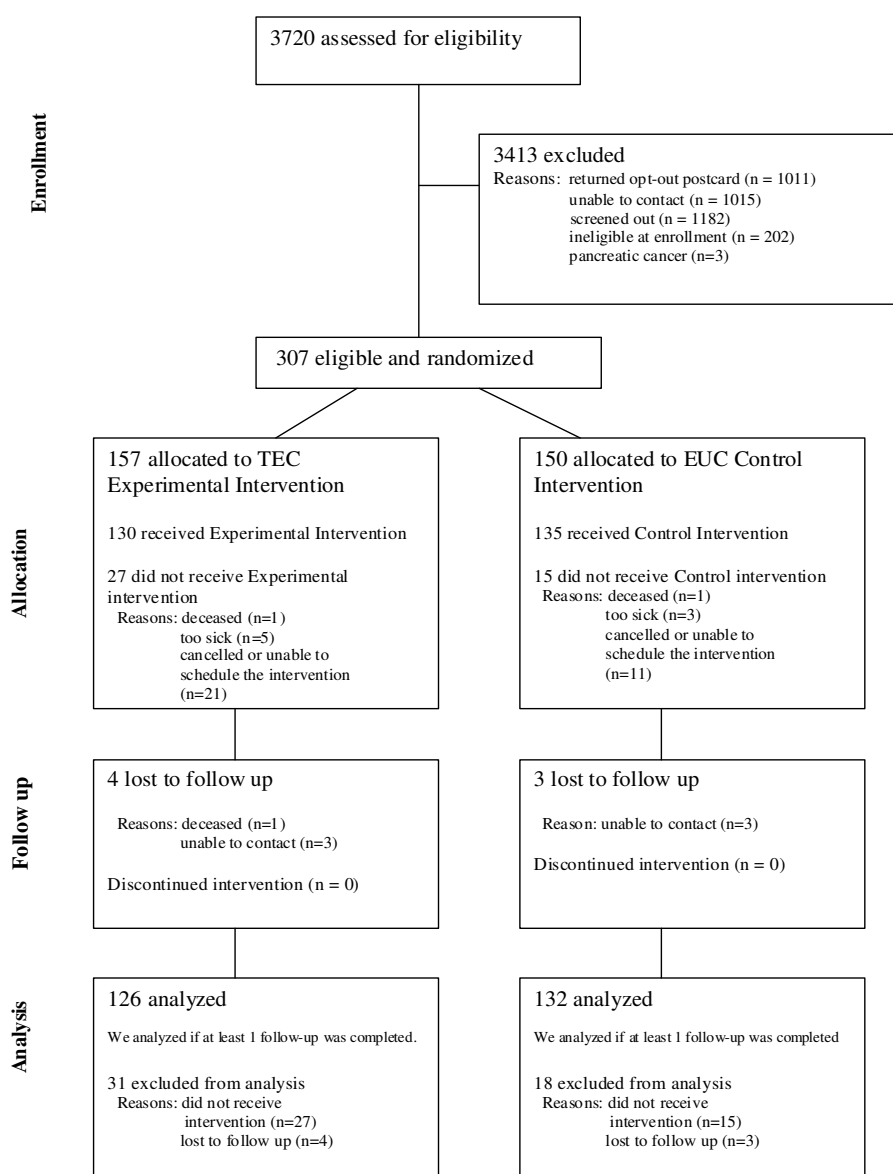 3720 assessed for eligibility
Enrollment
3413 excluded
Reasons: returned opt-out postcard (n = 1011)
unable to contact (n = 1015)
screened out (n = 1182)
ineligible at enrollment (n = 202)
pancreatic cancer (n=3)
307 eligible and randomized
Allocation
157 allocated to TEC
Experimental Intervention
130 received Experimental Intervention
27 did not receive Experimental
intervention
Reasons: deceased (n=1)
too sick (n=5)
cancelled or unable to
schedule the intervention
(n=21)
150 allocated to EUC Control
Intervention
135 received Control Intervention
15 did not receive Control intervention
Reasons: deceased (n=1)
too sick (n=3)
cancelled or unable to
schedule the intervention
(n=11)
Follow up
4 lost to follow up
Reasons: deceased (n=1)
unable to contact (n=3)
Discontinued intervention (n = 0)
3 lost to follow up
Reason: unable to contact (n=3)
Discontinued intervention (n = 0)
Analysis
126 analyzed
We analyzed if at least 1 follow-up was completed.
31 excluded from analysis
Reasons: did not receive
intervention (n=27)
lost to follow up (n=4)
132 analyzed
We analyzed if at least 1 follow-up was completed
18 excluded from analysis
Reasons: did not receive
intervention (n=15)
lost to follow up (n=3)